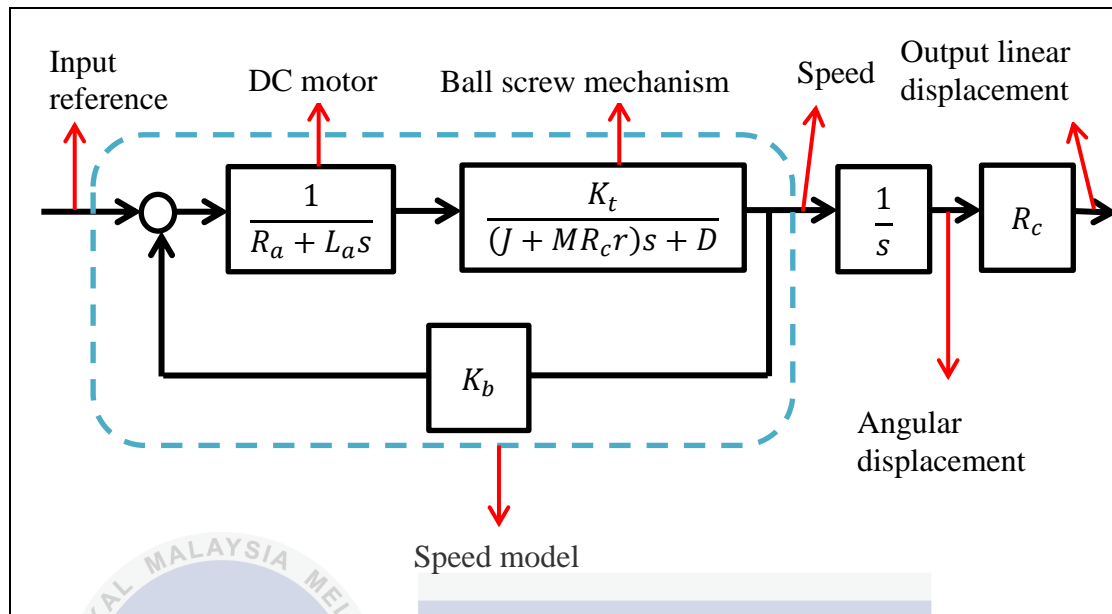 Input
reference
DC motor
Ball screw mechanism
Speed
Output linear
displacement
1
R_a + L_a s
K_t
(J + MR_c r)s + D
1
s
R_c
K_b
Angular
displacement
Speed model
MALAYSIA